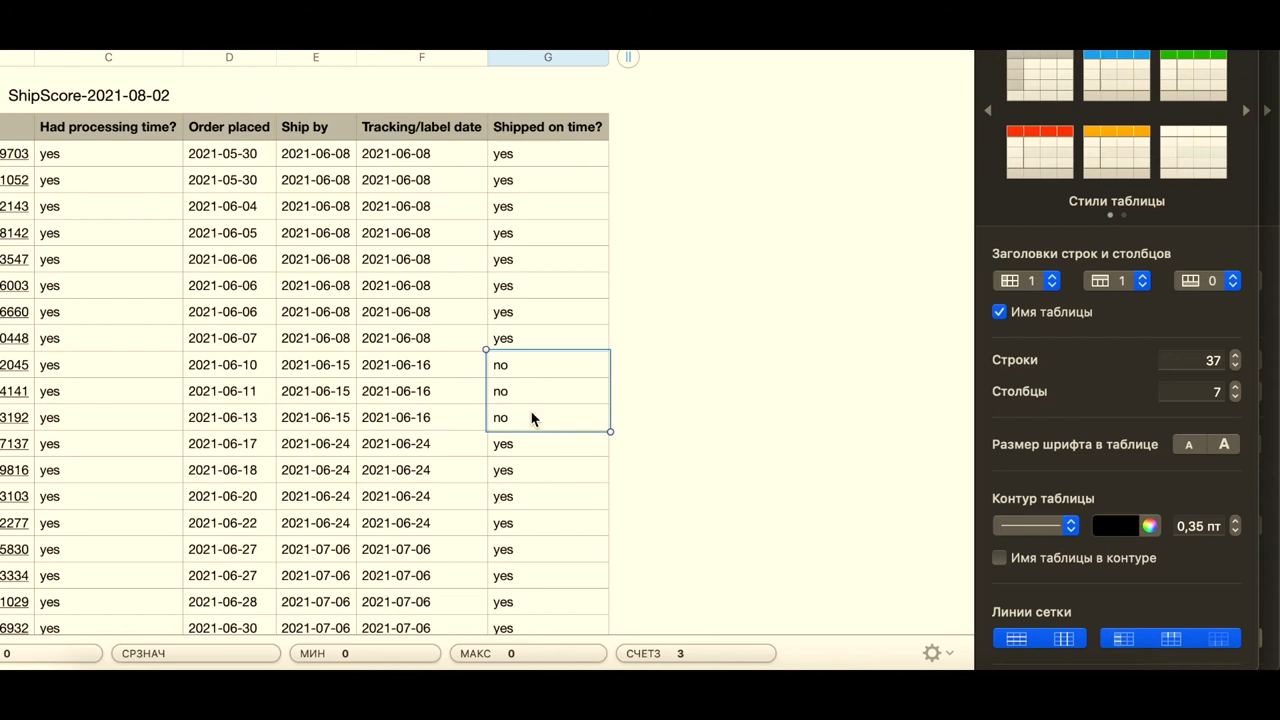 C D E F G
ShipScore-2021-08-02
Had processing time? Order placed Ship by Tracking/label date Shipped on time?
9703 yes 2021-05-30 2021-06-08 2021-06-08 yes
1052 yes 2021-05-30 2021-06-08 2021-06-08 yes
2143 yes 2021-06-04 2021-06-08 2021-06-08 yes
8142 yes 2021-06-05 2021-06-08 2021-06-08 yes
3547 yes 2021-06-06 2021-06-08 2021-06-08 yes
6003 yes 2021-06-06 2021-06-08 2021-06-08 yes
6660 yes 2021-06-06 2021-06-08 2021-06-08 yes
0448 yes 2021-06-07 2021-06-08 2021-06-08 yes
2045 yes 2021-06-10 2021-06-15 2021-06-16 no
4141 yes 2021-06-11 2021-06-15 2021-06-16 no
3192 yes 2021-06-13 2021-06-15 2021-06-16 no
7137 yes 2021-06-17 2021-06-24 2021-06-24 yes
9816 yes 2021-06-18 2021-06-24 2021-06-24 yes
3103 yes 2021-06-20 2021-06-24 2021-06-24 yes
2277 yes 2021-06-22 2021-06-24 2021-06-24 yes
5830 yes 2021-06-27 2021-07-06 2021-07-06 yes
3334 yes 2021-06-27 2021-07-06 2021-07-06 yes
1029 yes 2021-06-28 2021-07-06 2021-07-06 yes
6932 yes 2021-06-30 2021-07-06 2021-07-06 yes
0 СРЗНАЧ МИН 0 МАКС 0 СЧЕТЗ 3
Стили таблицы
Заголовки строк и столбцов
1 1 0
Имя таблицы
Строки 37
Столбцы 7
Размер шрифта в таблице A A
Контур таблицы
0,35 пт
Имя таблицы в контуре
Линии сетки